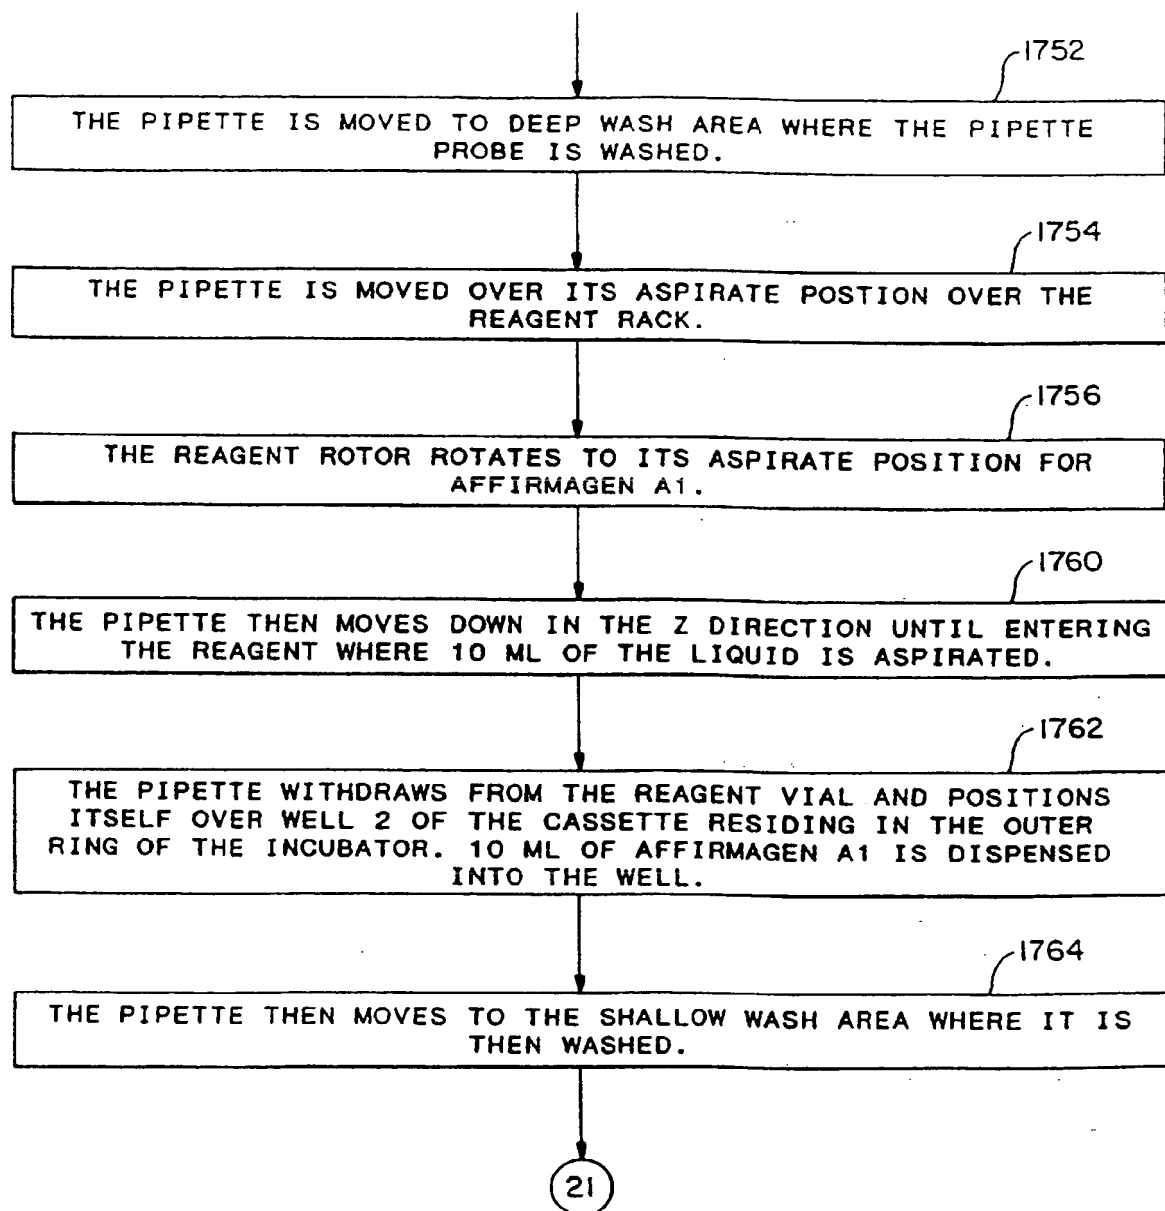 1752
THE PIPETTE IS MOVED TO DEEP WASH AREA WHERE THE PIPETTE
PROBE IS WASHED.
1754
THE PIPETTE IS MOVED OVER ITS ASPIRATE POSTION OVER THE
REAGENT RACK.
1756
THE REAGENT ROTOR ROTATES TO ITS ASPIRATE POSITION FOR
AFFIRMAGEN A1.
1760
THE PIPETTE THEN MOVES DOWN IN THE Z DIRECTION UNTIL ENTERING
THE REAGENT WHERE 10 ML OF THE LIQUID IS ASPIRATED.
1762
THE PIPETTE WITHDRAWS FROM THE REAGENT VIAL AND POSITIONS
ITSELF OVER WELL 2 OF THE CASSETTE RESIDING IN THE OUTER
RING OF THE INCUBATOR. 10 ML OF AFFIRMAGEN A1 IS DISPENSED
INTO THE WELL.
1764
THE PIPETTE THEN MOVES TO THE SHALLOW WASH AREA WHERE IT IS
THEN WASHED.
21